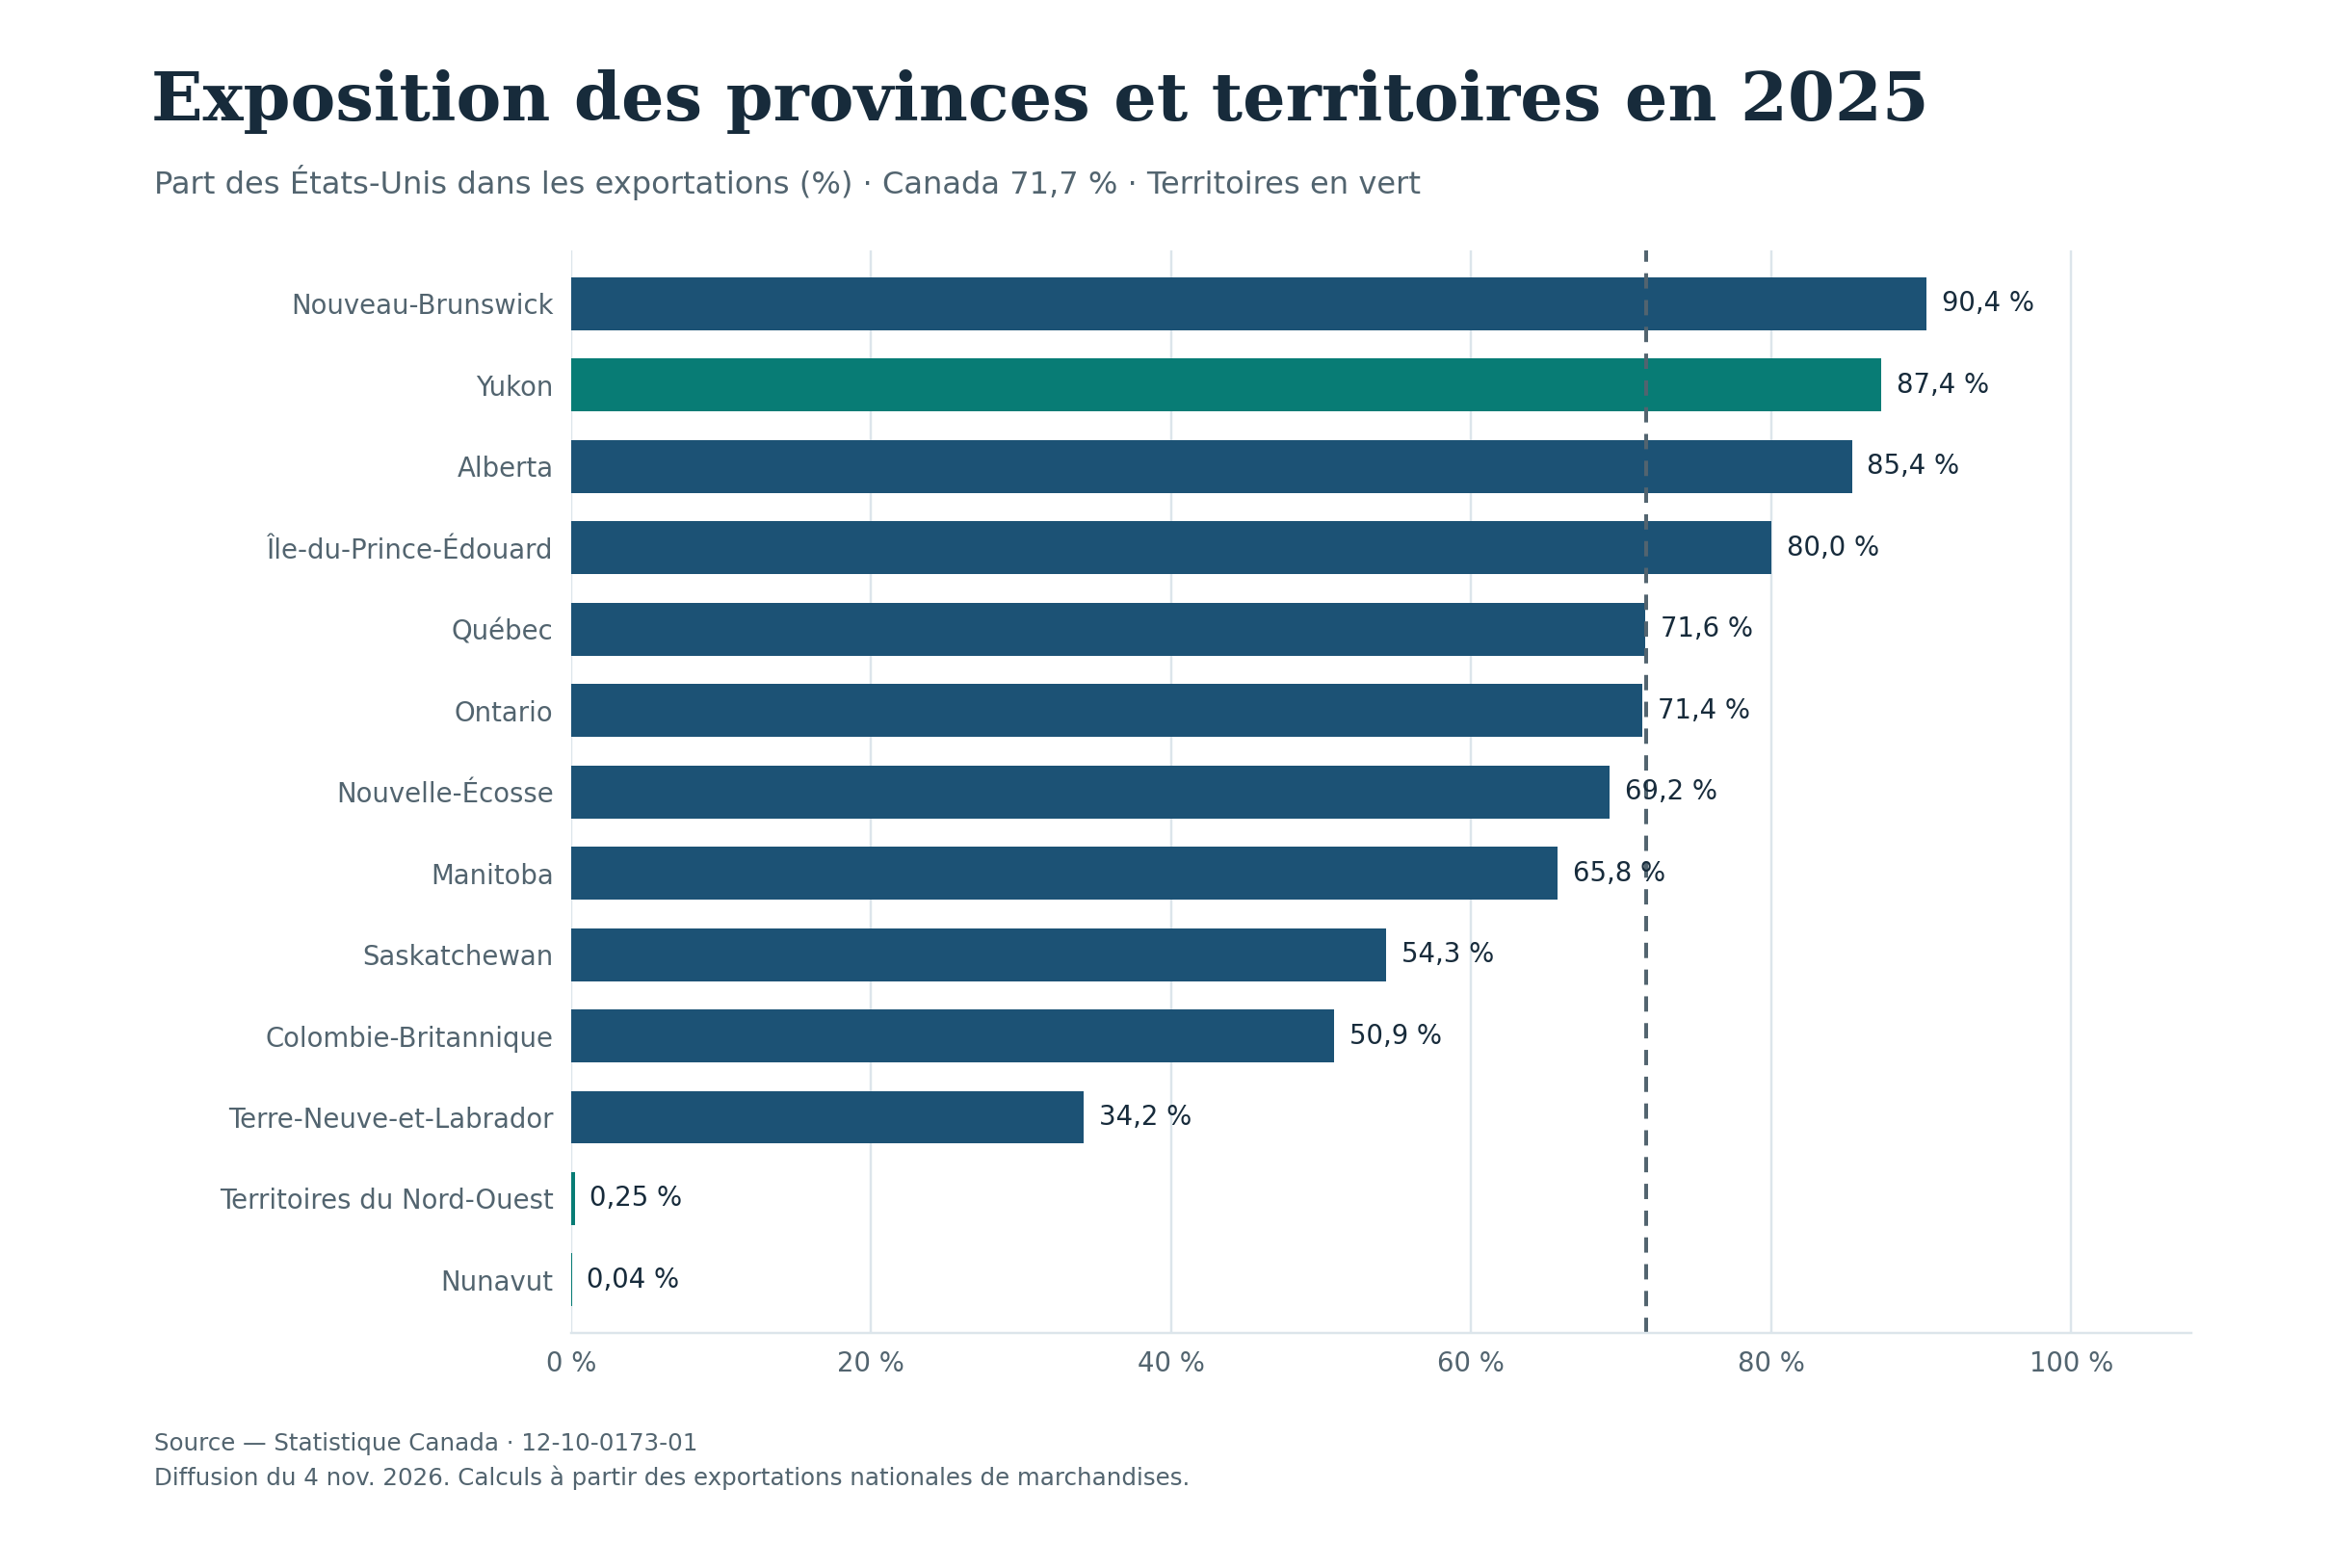 Exposition des provinces et territoires en 2025
Part des États-Unis dans les exportations (%) · Canada 71,7 % · Territoires en vert
Nouveau-Brunswick 90,4 %
Yukon 87,4 %
Alberta 85,4 %
Île-du-Prince-Édouard 80,0 %
Québec 71,6 %
Ontario 71,4 %
Nouvelle-Écosse 69,2 %
Manitoba 65,8 %
Saskatchewan 54,3 %
Colombie-Britannique 50,9 %
Terre-Neuve-et-Labrador 34,2 %
Territoires du Nord-Ouest 0,25 %
Nunavut 0,04 %
0 % 20 % 40 % 60 % 80 % 100 %
Source — Statistique Canada · 12-10-0173-01
Diffusion du 4 nov. 2026. Calculs à partir des exportations nationales de marchandises.